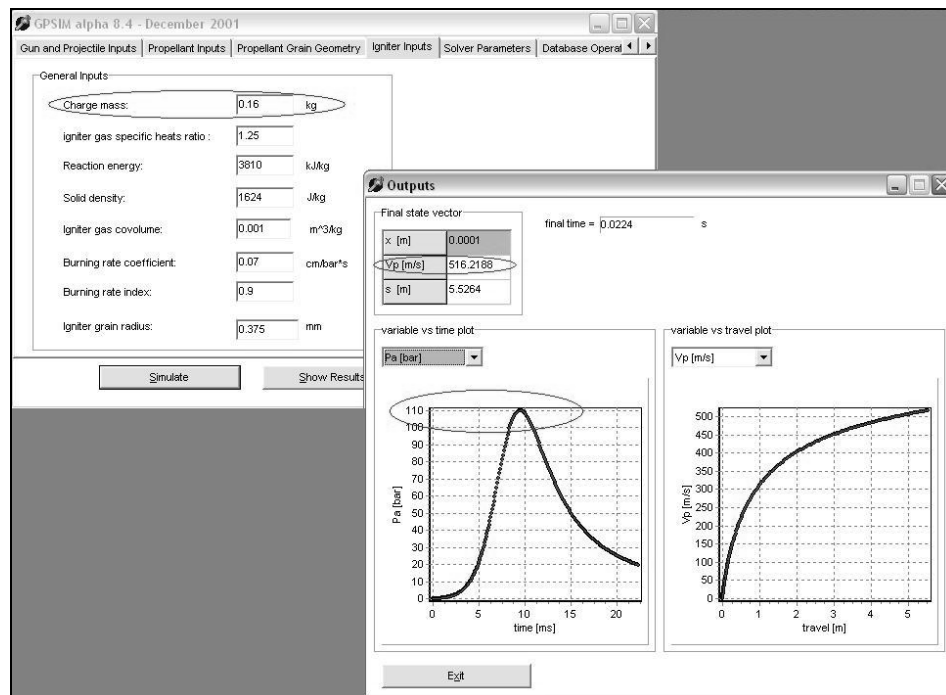 GPSIM alpha 8.4 - December 2001
Gun and Projectile Inputs Propellant Inputs Propellant Grain Geometry Igniter Inputs Solver Parameters Database Operat
General Inputs
Charge mass: 0.16 kg
igniter gas specific heats ratio : 1.25
Reaction energy: 3810 kJ/kg
Solid density: 1624 J/kg
Igniter gas covolume: 0.001 m^3/kg
Burning rate coefficient: 0.07 cm/bar*s
Burning rate index: 0.9
Igniter grain radius: 0.375 mm
Simulate Show Results
Outputs
Final state vector
final time = 0.0224 s
x [m] 0.0001
Vp [m/s] 516.2188
s [m] 5.5264
variable vs time plot
Pa [bar]
110
100
90
80
70
60
50
40
30
20
10
0
Pa [bar]
0 5 10 15 20
time [ms]
variable vs travel plot
Vp [m/s]
500
450
400
350
300
250
200
150
100
50
0
Vp [m/s]
0 1 2 3 4 5
travel [m]
Exit